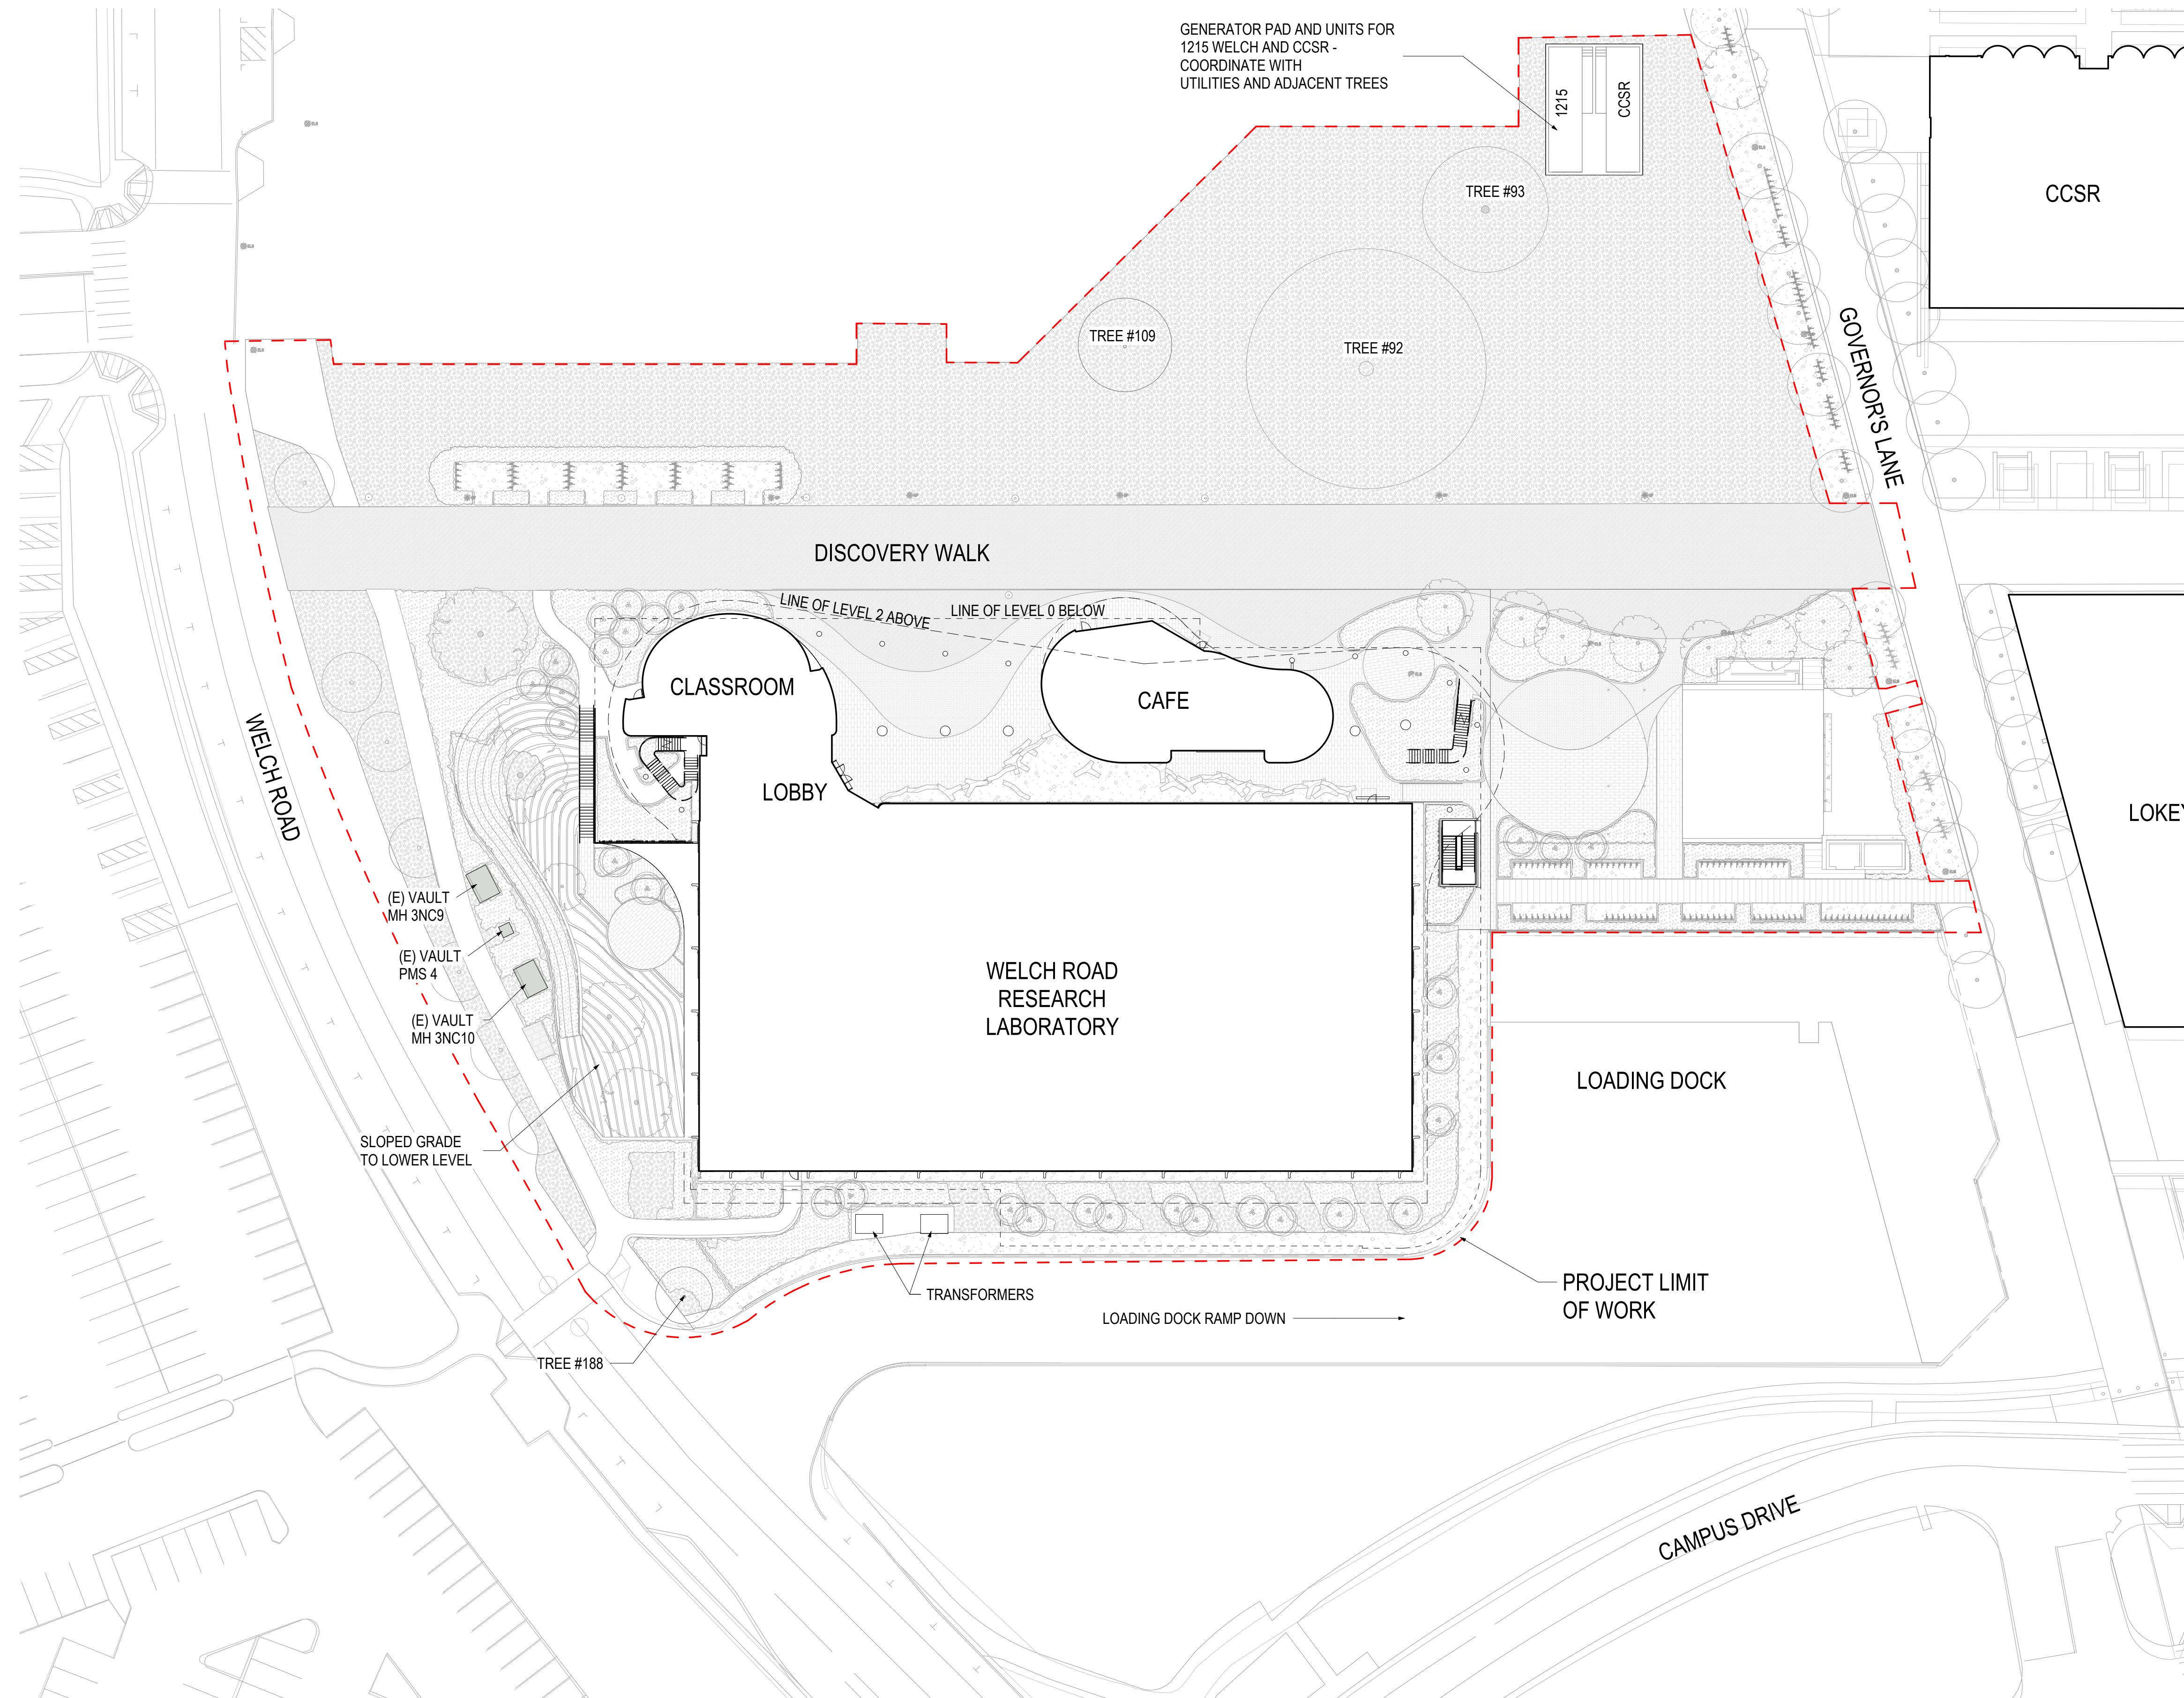 GENERATOR PAD AND UNITS FOR
1215 WELCH AND CCSR -
COORDINATE WITH
UTILITIES AND ADJACENT TREES
1215
CCSR
CCSR
TREE #93
TREE #109
TREE #92
GOVERNOR'S LANE
DISCOVERY WALK
LINE OF LEVEL 2 ABOVE
LINE OF LEVEL 0 BELOW
CLASSROOM
CAFE
LOBBY
WELCH ROAD
LOKEY
(E) VAULT
MH 3NC9
(E) VAULT
PMS 4
(E) VAULT
MH 3NC10
WELCH ROAD
RESEARCH
LABORATORY
LOADING DOCK
SLOPED GRADE
TO LOWER LEVEL
TRANSFORMERS
PROJECT LIMIT
OF WORK
LOADING DOCK RAMP DOWN
TREE #188
CAMPUS DRIVE